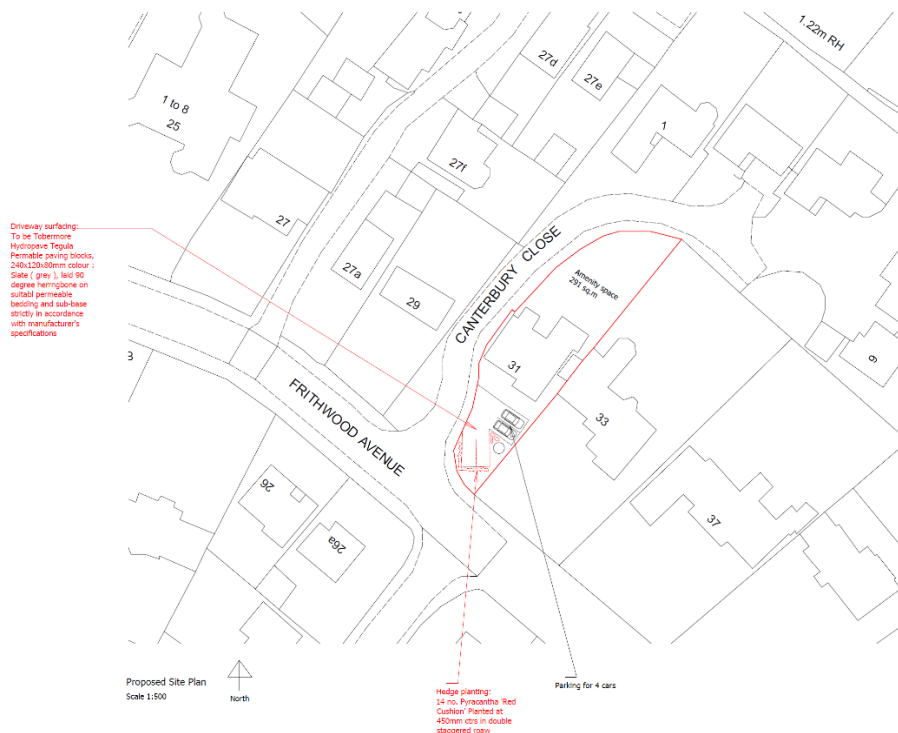 1.22m RH
27d
27e
1 to 8
25
1
27f
27
Driveway surfacing:
To be Tobermore
Hydropave Tegula
Permable paving blocks,
240x120x80mm colour :
Slate ( grey ), laid 90
degree herrngbone on
suitabl permeable
bedding and sub-base
strictly in accordance
with manufacturer's
specifications
27a
29
CANTERBURY CLOSE
Amenity space
291 sq.m
31
33
9
FRITHWOOD AVENUE
26
26a
37
Proposed Site Plan
Scale 1:500
North
Hedge planting:
14 no. Pyracantha 'Red
Cushion' Planted at
450mm ctrs in double
staggered roaw
Parking for 4 cars